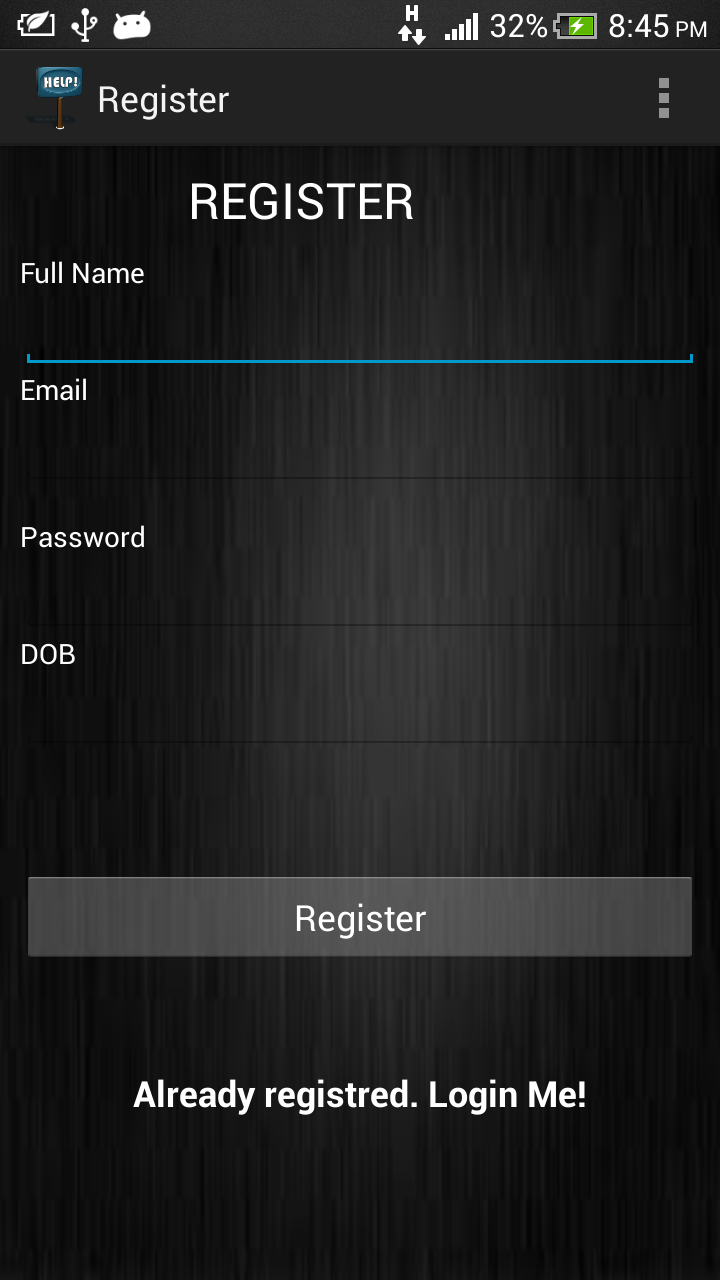 H
32%
8:45 PM
HELP!
Register
REGISTER
Full Name
Email
Password
DOB
Register
Already registred. Login Me!